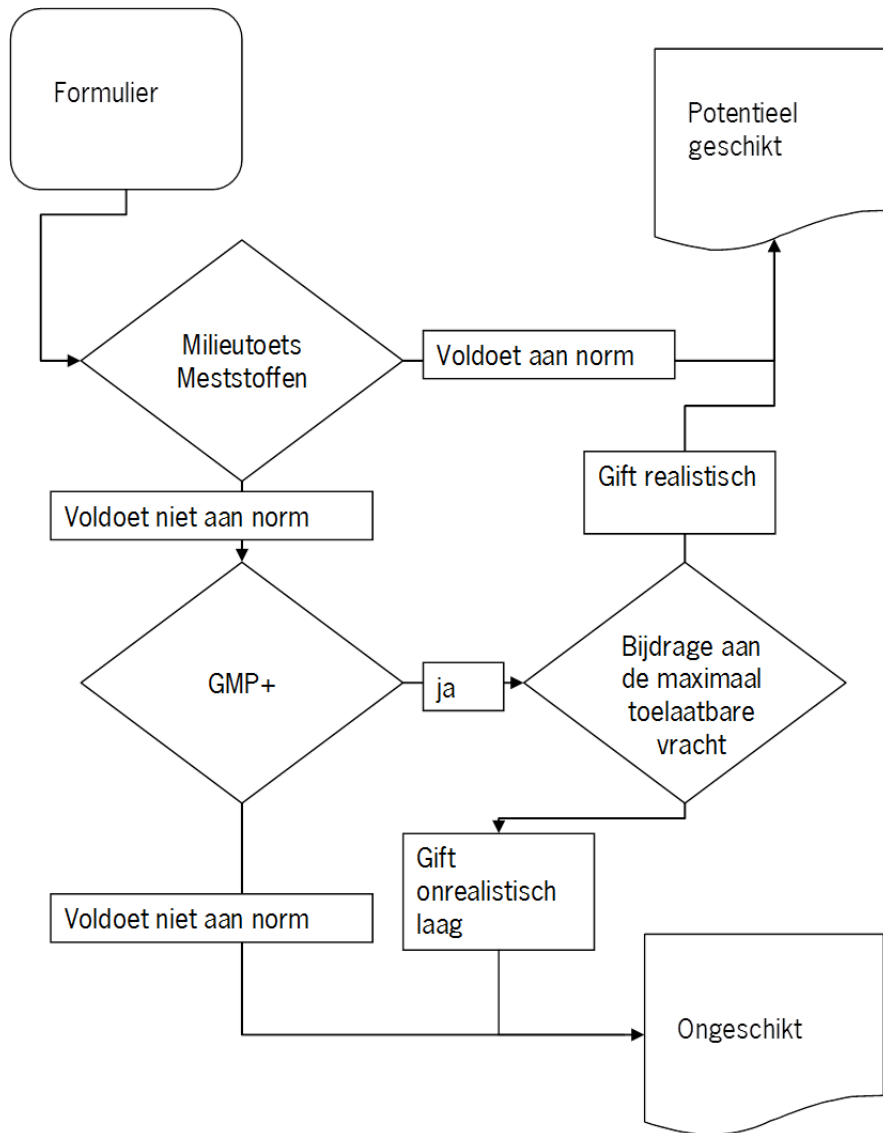 Formulier
Potentieel
geschikt
Milieutoets
Meststoffen
Voldoet aan norm
Gift realistisch
Voldoet niet aan norm
GMP+
ja
Bijdrage aan
de maximaal
toelaatbare
vracht
Gift
onrealistisch
laag
Voldoet niet aan norm
Ongeschikt